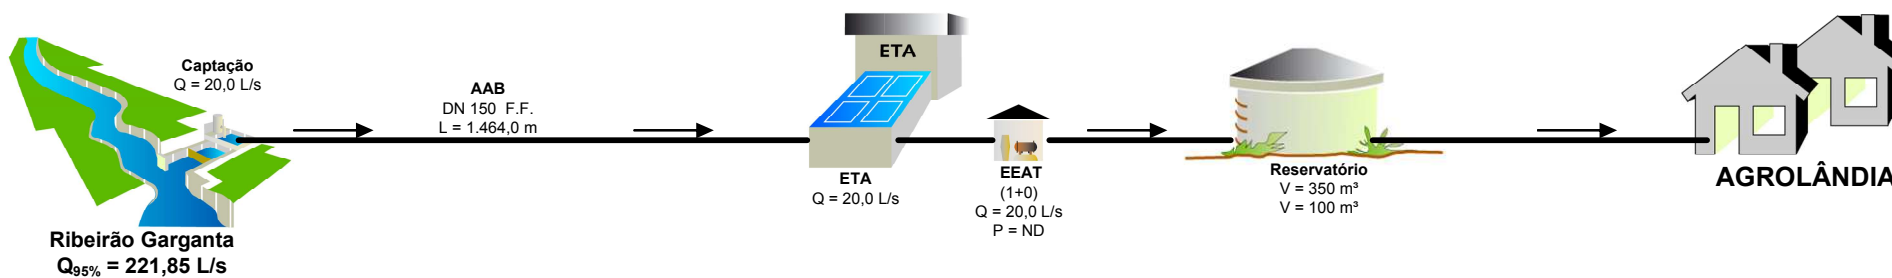 Captação
Q = 20,0 L/s
Ribeirão Garganta
Q95% = 221,85 L/s
AAB
DN 150 F.F.
L = 1.464,0 m
ETA
ETA
Q = 20,0 L/s
EEAT
(1+0)
Q = 20,0 L/s
P = ND
Reservatório
V = 350 m³
V = 100 m³
AGROLÂNDIA